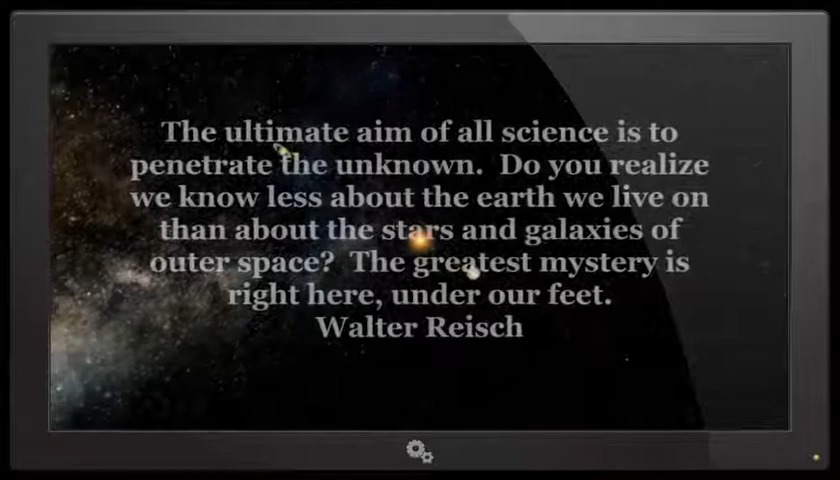 The ultimate aim of all science is to
penetrate the unknown.  Do you realize
we know less about the earth we live on
than about the stars and galaxies of
outer space?  The greatest mystery is
right here, under our feet.
Walter Reisch